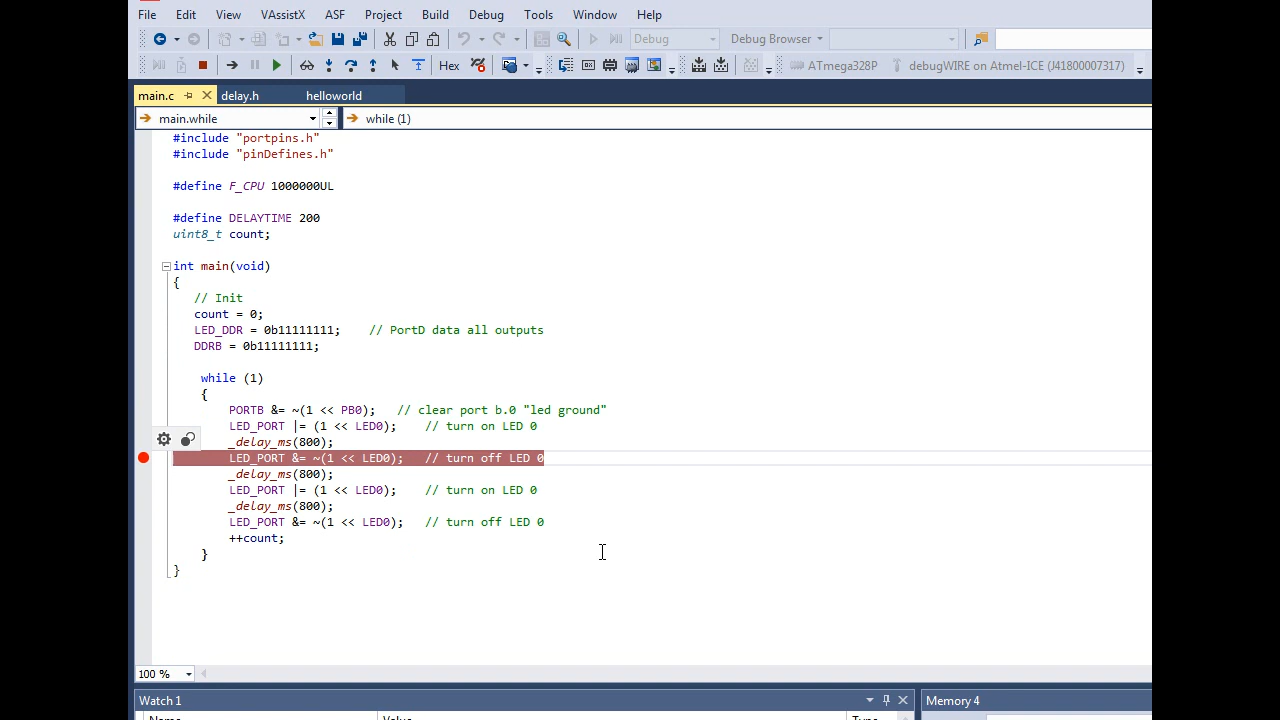 File Edit View VAssistX ASF Project Build Debug Tools Window Help
Debug Debug Browser
Hex ATmega328P debugWIRE on Atmel-ICE (J41800007317)
main.c delay.h helloworld
main.while while (1)
#include "portpins.h"
#include "pinDefines.h"
#define F_CPU 1000000UL
#define DELAYTIME 200
uint8_t count;
int main(void)
{
// Init
count = 0;
LED_DDR = 0b11111111; // PortD data all outputs
DDRB = 0b11111111;
while (1)
{
PORTB &= ~(1 << PB0); // clear port b.0 "led ground"
LED_PORT |= (1 << LED0); // turn on LED 0
_delay_ms(800);
LED_PORT &= ~(1 << LED0); // turn off LED 0
_delay_ms(800);
LED_PORT |= (1 << LED0); // turn on LED 0
_delay_ms(800);
LED_PORT &= ~(1 << LED0); // turn off LED 0
++count;
}
}
100 %
Watch 1 Memory 4
Name Value Type